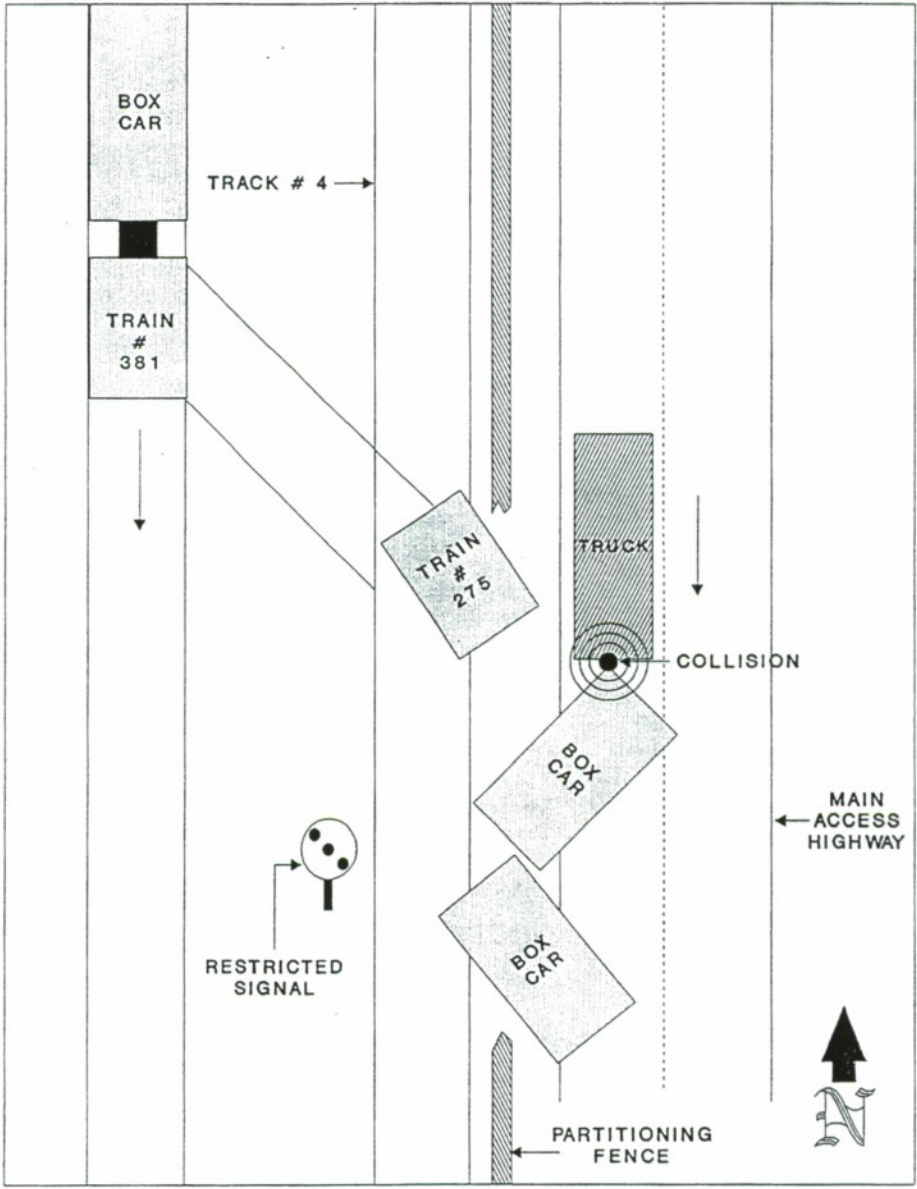 BOX
CAR
TRACK # 4
TRAIN
#
381
TRAIN
#
275
TRUCK
COLLISION
BOX
CAR
MAIN
ACCESS
HIGHWAY
RESTRICTED
SIGNAL
BOX
CAR
N
PARTITIONING
FENCE